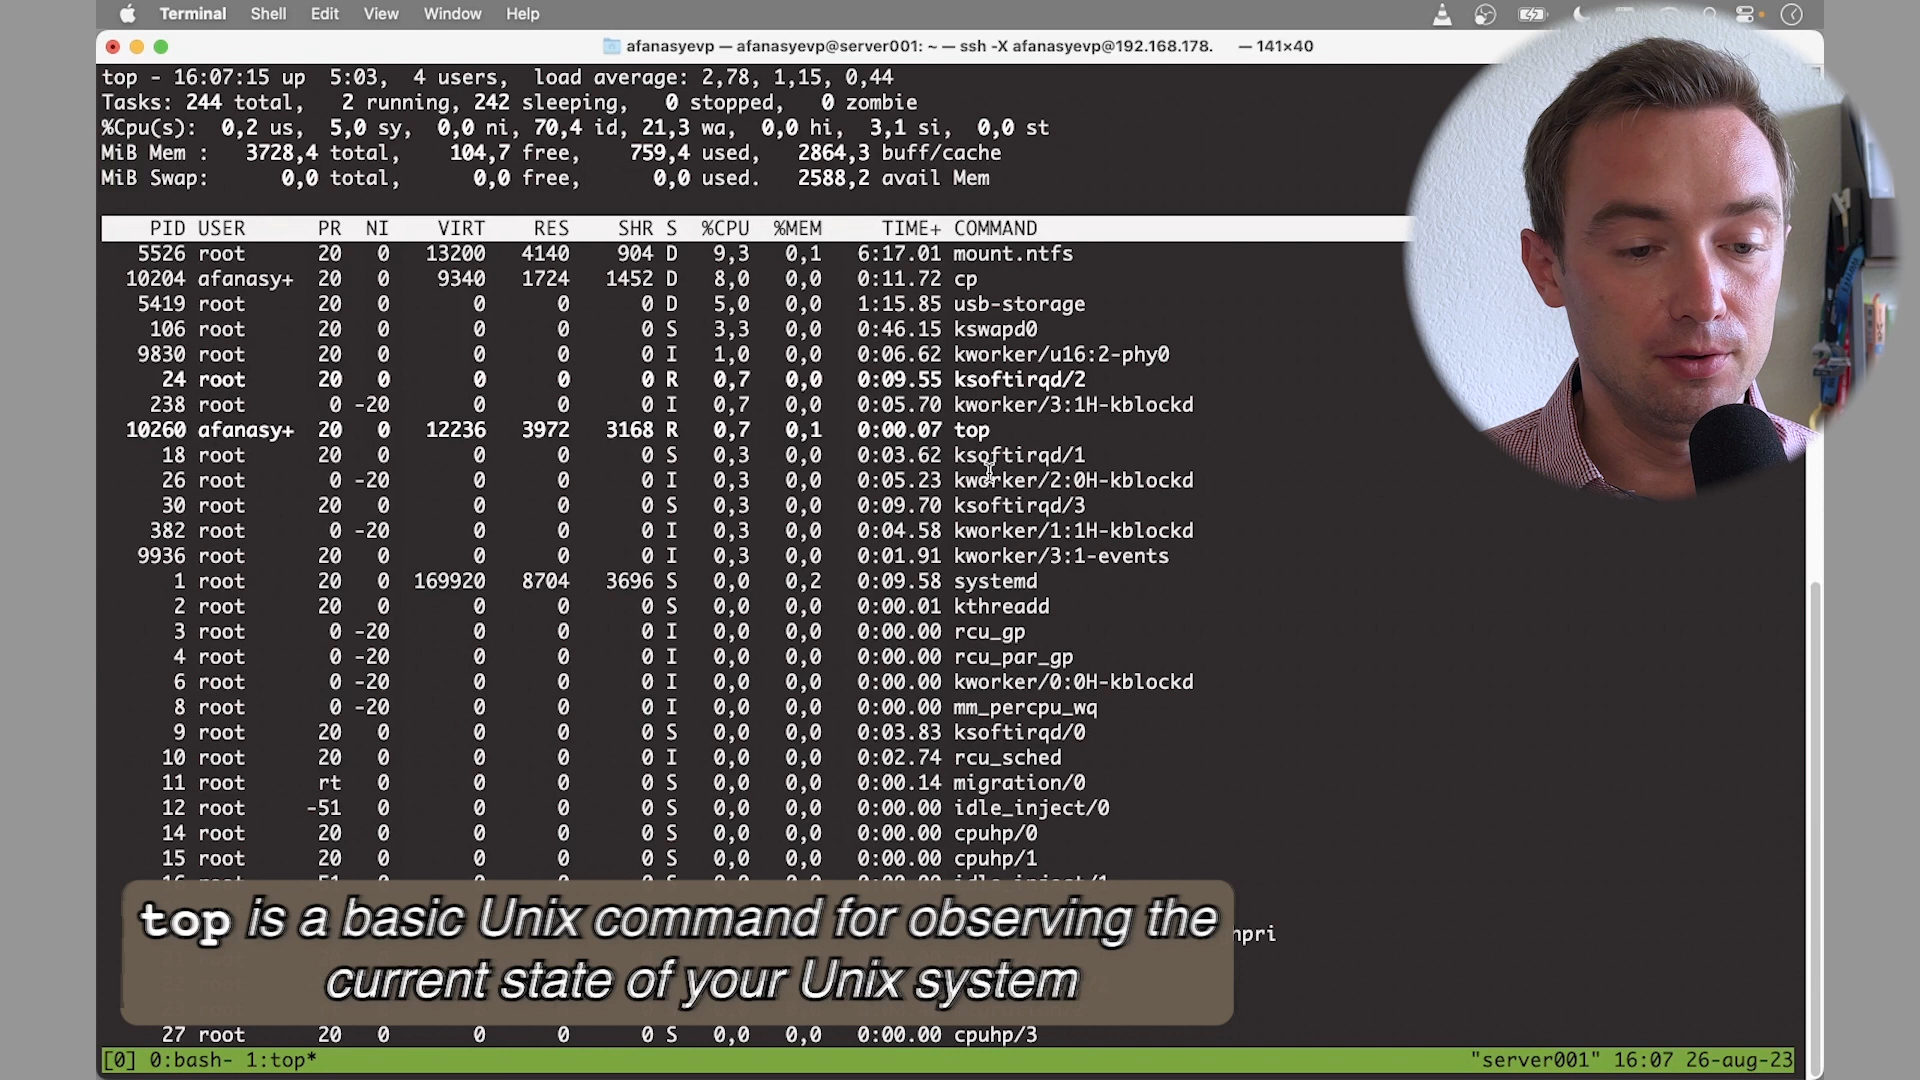 Terminal Shell Edit View Window Help
afanasyevp — afanasyevp@server001: ~ — ssh -X afanasyevp@192.168.178. — 141×40
top - 16:07:15 up 5:03, 4 users, load average: 2,78, 1,15, 0,44
Tasks: 244 total, 2 running, 242 sleeping, 0 stopped, 0 zombie
%Cpu(s): 0,2 us, 5,0 sy, 0,0 ni, 70,4 id, 21,3 wa, 0,0 hi, 3,1 si, 0,0 st
MiB Mem : 3728,4 total, 104,7 free, 759,4 used, 2864,3 buff/cache
MiB Swap: 0,0 total, 0,0 free, 0,0 used. 2588,2 avail Mem
PID USER PR NI VIRT RES SHR S %CPU %MEM TIME+ COMMAND
5526 root 20 0 13200 4140 904 D 9,3 0,1 6:17.01 mount.ntfs
10204 afanasy+ 20 0 9340 1724 1452 D 8,0 0,0 0:11.72 cp
5419 root 20 0 0 0 0 D 5,0 0,0 1:15.85 usb-storage
106 root 20 0 0 0 0 S 3,3 0,0 0:46.15 kswapd0
9830 root 20 0 0 0 0 I 1,0 0,0 0:06.62 kworker/u16:2-phy0
24 root 20 0 0 0 0 R 0,7 0,0 0:09.55 ksoftirqd/2
238 root 0 -20 0 0 0 I 0,7 0,0 0:05.70 kworker/3:1H-kblockd
10260 afanasy+ 20 0 12236 3972 3168 R 0,7 0,1 0:00.07 top
18 root 20 0 0 0 0 S 0,3 0,0 0:03.62 ksoftirqd/1
26 root 0 -20 0 0 0 I 0,3 0,0 0:05.23 kworker/2:0H-kblockd
30 root 20 0 0 0 0 S 0,3 0,0 0:09.70 ksoftirqd/3
382 root 0 -20 0 0 0 I 0,3 0,0 0:04.58 kworker/1:1H-kblockd
9936 root 20 0 0 0 0 I 0,3 0,0 0:01.91 kworker/3:1-events
1 root 20 0 169920 8704 3696 S 0,0 0,2 0:09.58 systemd
2 root 20 0 0 0 0 S 0,0 0,0 0:00.01 kthreadd
3 root 0 -20 0 0 0 I 0,0 0,0 0:00.00 rcu_gp
4 root 0 -20 0 0 0 I 0,0 0,0 0:00.00 rcu_par_gp
6 root 0 -20 0 0 0 I 0,0 0,0 0:00.00 kworker/0:0H-kblockd
8 root 0 -20 0 0 0 I 0,0 0,0 0:00.00 mm_percpu_wq
9 root 20 0 0 0 0 S 0,0 0,0 0:03.83 ksoftirqd/0
10 root 20 0 0 0 0 I 0,0 0,0 0:02.74 rcu_sched
11 root rt 0 0 0 0 S 0,0 0,0 0:00.14 migration/0
12 root -51 0 0 0 0 S 0,0 0,0 0:00.00 idle_inject/0
14 root 20 0 0 0 0 S 0,0 0,0 0:00.00 cpuhp/0
15 root 20 0 0 0 0 S 0,0 0,0 0:00.00 cpuhp/1
top is a basic Unix command for observing the
current state of your Unix system
27 root 20 0 0 0 0 S 0,0 0,0 0:00.00 cpuhp/3
[0] 0:bash- 1:top* "server001" 16:07 26-aug-23